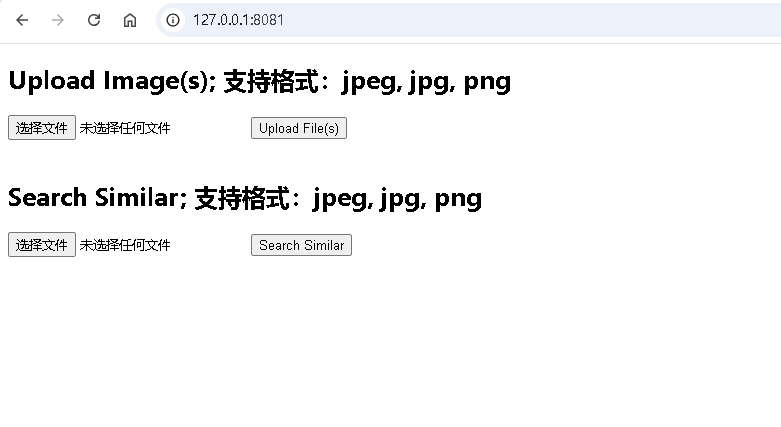 127.0.0.1:8081
Upload Image(s); 支持格式：jpeg, jpg, png
选择文件 未选择任何文件 Upload File(s)
Search Similar; 支持格式：jpeg, jpg, png
选择文件 未选择任何文件 Search Similar